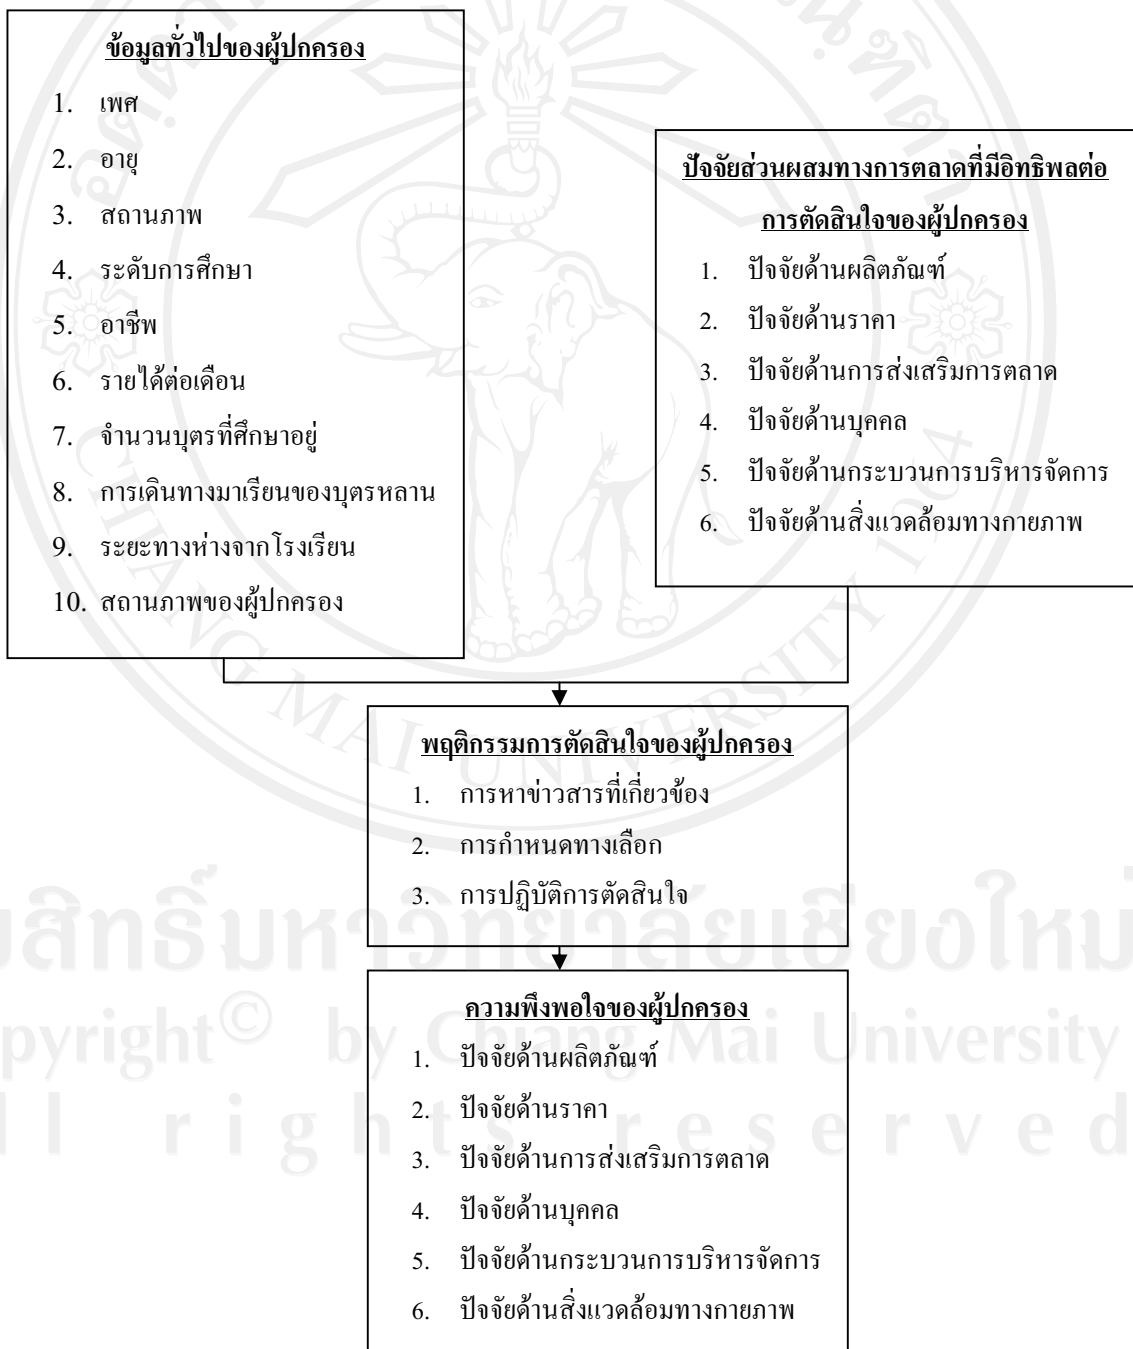 ข้อมูลทั่วไปของผู้ปกครอง
1. เพศ
2. อายุ
3. สถานภาพ
4. ระดับการศึกษา
5. อาชีพ
6. รายได้ต่อเดือน
7. จำนวนบุตรที่ศึกษาอยู่
8. การเดินทางมาเรียนของบุตรหลาน
9. ระยะทางห่างจากโรงเรียน
10. สถานภาพของผู้ปกครอง
ปัจจัยส่วนผสมทางการตลาดที่มีอิทธิพลต่อ
การตัดสินใจของผู้ปกครอง
1. ปัจจัยด้านผลิตภัณฑ์
2. ปัจจัยด้านราคา
3. ปัจจัยด้านการส่งเสริมการตลาด
4. ปัจจัยด้านบุคคล
5. ปัจจัยด้านกระบวนการบริหารจัดการ
6. ปัจจัยด้านสิ่งแวดล้อมทางกายภาพ
พฤติกรรมการตัดสินใจของผู้ปกครอง
1. การหาข่าวสารที่เกี่ยวข้อง
2. การกำหนดทางเลือก
3. การปฏิบัติการตัดสินใจ
ความพึงพอใจของผู้ปกครอง
1. ปัจจัยด้านผลิตภัณฑ์
2. ปัจจัยด้านราคา
3. ปัจจัยด้านการส่งเสริมการตลาด
4. ปัจจัยด้านบุคคล
5. ปัจจัยด้านกระบวนการบริหารจัดการ
6. ปัจจัยด้านสิ่งแวดล้อมทางกายภาพ
CHIANG MAI UNIVERSITY 1964
สิทธิ์มหาวิทยาลัยเชียงใหม่
pyright© by Chiang Mai University
ll rights reserved